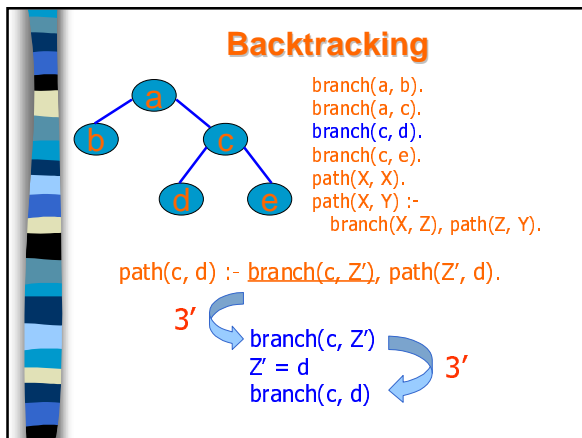 Backtracking
a
b
c
d
e
branch(a, b).
branch(a, c).
branch(c, d).
branch(c, e).
path(X, X).
path(X, Y) :-
branch(X, Z), path(Z, Y).
path(c, d) :- branch(c, Z′), path(Z′, d).
3′
branch(c, Z′)
Z′ = d
branch(c, d)
3′